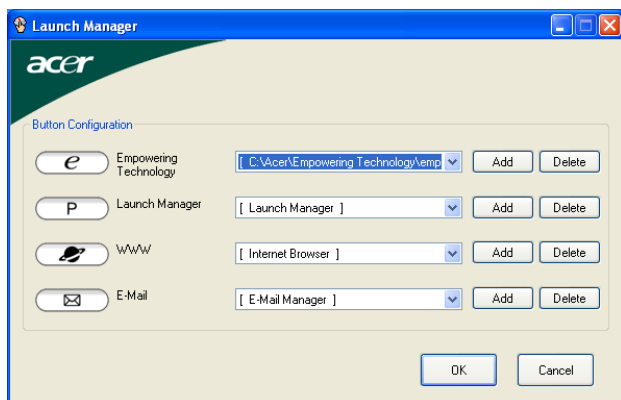 Launch Manager
acer
Button Configuration
e Empowering Technology [ C:\Acer\Empowering Technology\emp Add Delete
P Launch Manager [ Launch Manager ] Add Delete
WWW [ Internet Browser ] Add Delete
E-Mail [ E-Mail Manager ] Add Delete
OK Cancel